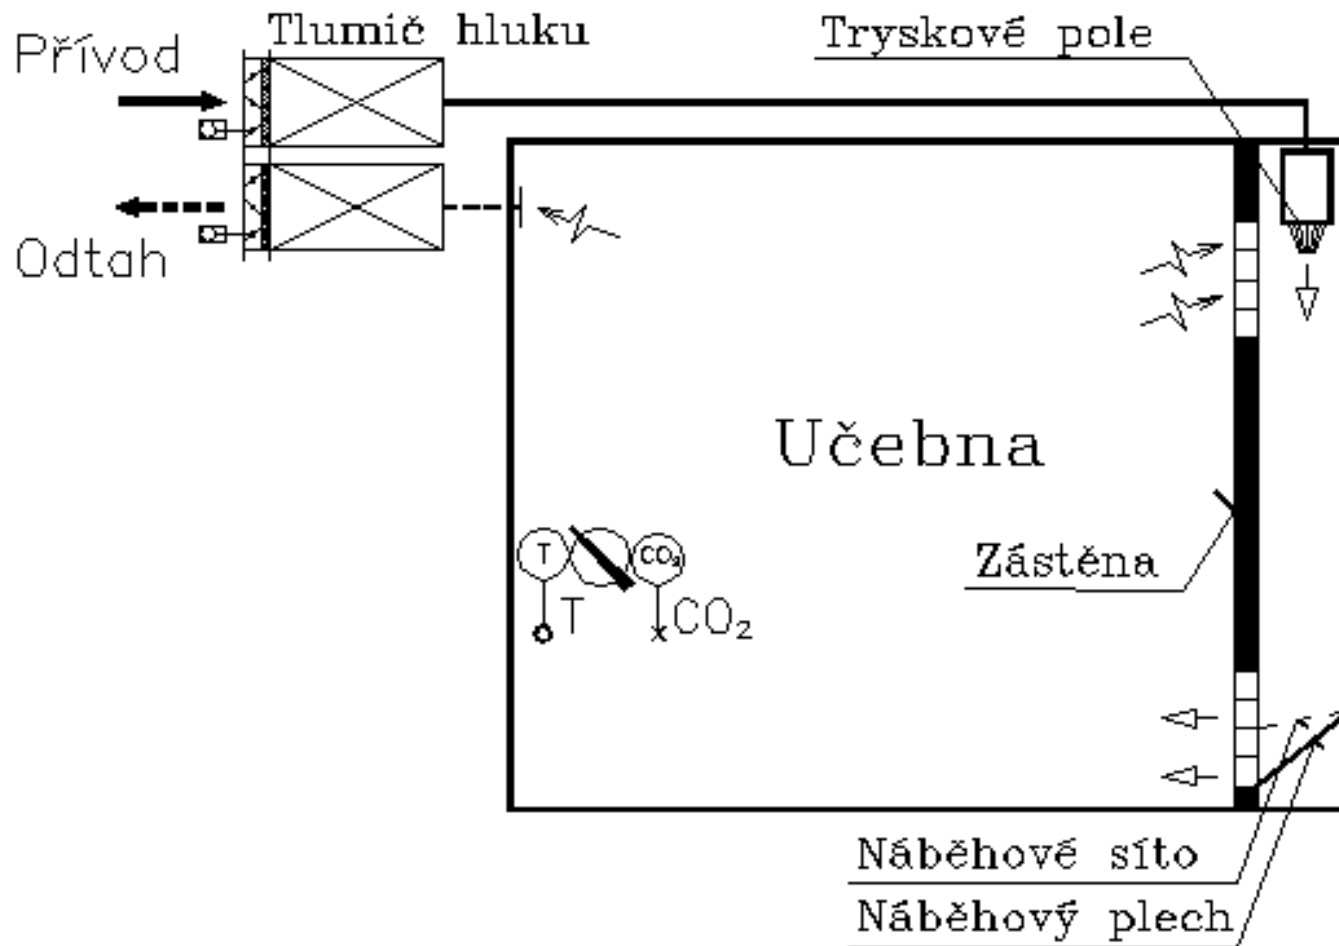 Tlumič hluku
Tryskové pole
Přívod
Odtah
Učebna
T
CO₂
Zástěna
T
CO₂
Náběhové síto
Náběhový plech